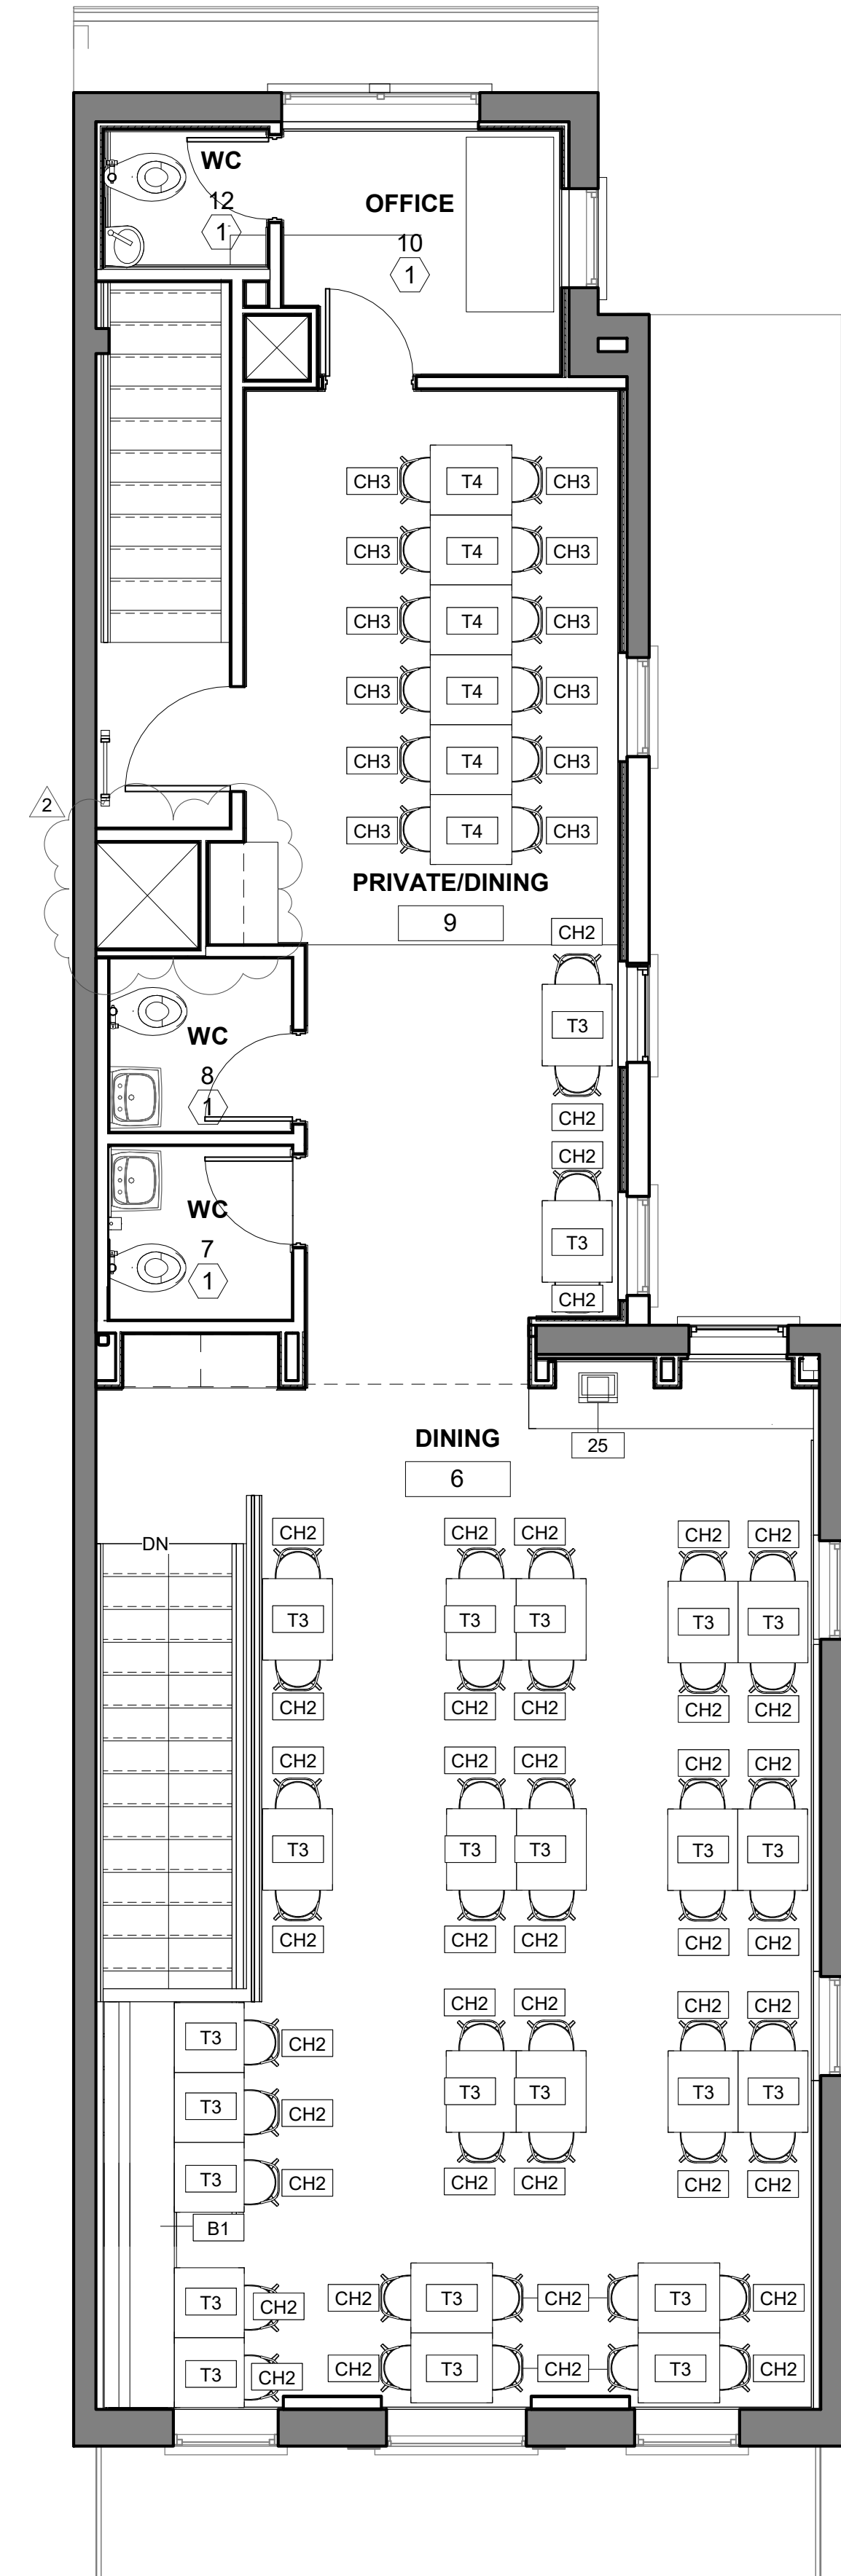 WC
12
1
OFFICE
10
1
CH3 T4 CH3
CH3 T4 CH3
CH3 T4 CH3
CH3 T4 CH3
CH3 T4 CH3
2
CH3 T4 CH3
PRIVATE/DINING
9
CH2
T3
WC
8
1
CH2
CH2
WC
T3
7
1
CH2
DINING
25
6
DN
CH2 CH2 CH2 CH2 CH2
T3 T3 T3 T3 T3
CH2 CH2 CH2 CH2 CH2
CH2 CH2 CH2 CH2 CH2
T3 T3 T3 T3 T3
CH2 CH2 CH2 CH2 CH2
CH2 CH2 CH2 CH2
T3 CH2
T3 T3 T3 T3
T3 CH2
T3 CH2
CH2 CH2 CH2 CH2
B1
T3 CH2 CH2 T3 CH2 T3 CH2
T3 CH2 CH2 T3 CH2 T3 CH2